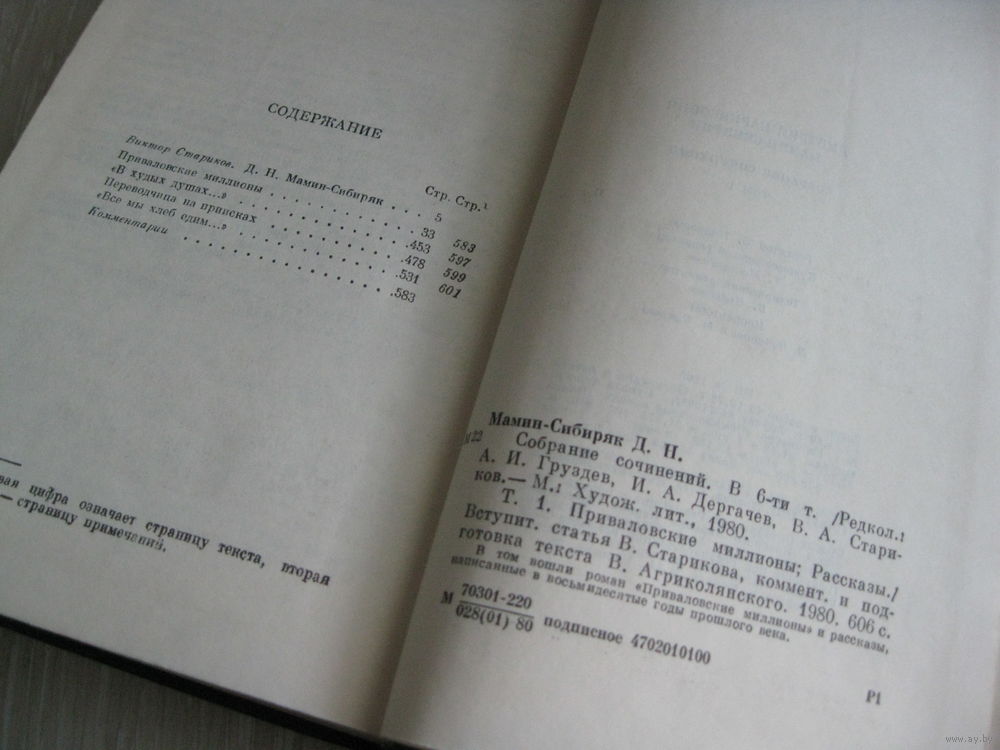 СОДЕРЖАНИЕ
Стр. Стр.¹
Виктор Стариков. Д. Н. Мамин-Сибиряк . . . 5
Приваловские миллионы . . . . . . . . . . 33 583
«В худых душах...» . . . . . . . . . . .453 597
Переводчица на приисках . . . . . . . . .478 599
«Все мы хлеб едим...» . . . . . . . . . .531 601
Комментарии . . . . . . . . . . . . . .583
вая цифра означает страницу текста, вторая
— страницу примечаний.
Мамин-Сибиряк Д. Н.
М22 Собрание сочинений. В 6-ти т. /Редкол.:
А. И. Груздев, И. А. Дергачев, В. А. Стари-
ков.— М.: Худож. лит., 1980.
Т. 1. Приваловские миллионы; Рассказы./
Вступит. статья В. Старикова, коммент. и под-
готовка текста В. Агриколянского. 1980. 606 с.
В том вошли роман «Приваловские миллионы» и рассказы,
написанные в восьмидесятые годы прошлого века.
М 70301-220
028(01) 80 подписное 4702010100
Р1
www.ay.by